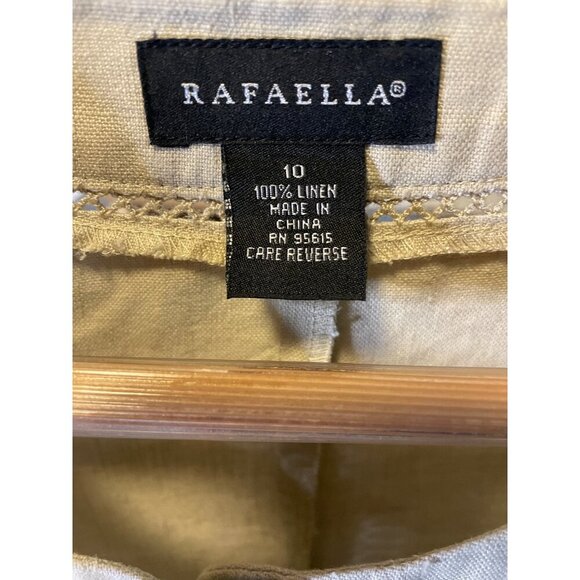 RAFAELLA®
10
100% LINEN
MADE IN
CHINA
RN 95615
CARE REVERSE